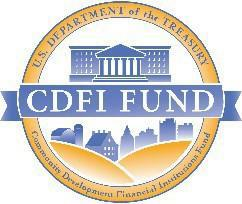 U.S. DEPARTMENT of the TREASURY
CDFI FUND
Community Development Financial Institutions Fund